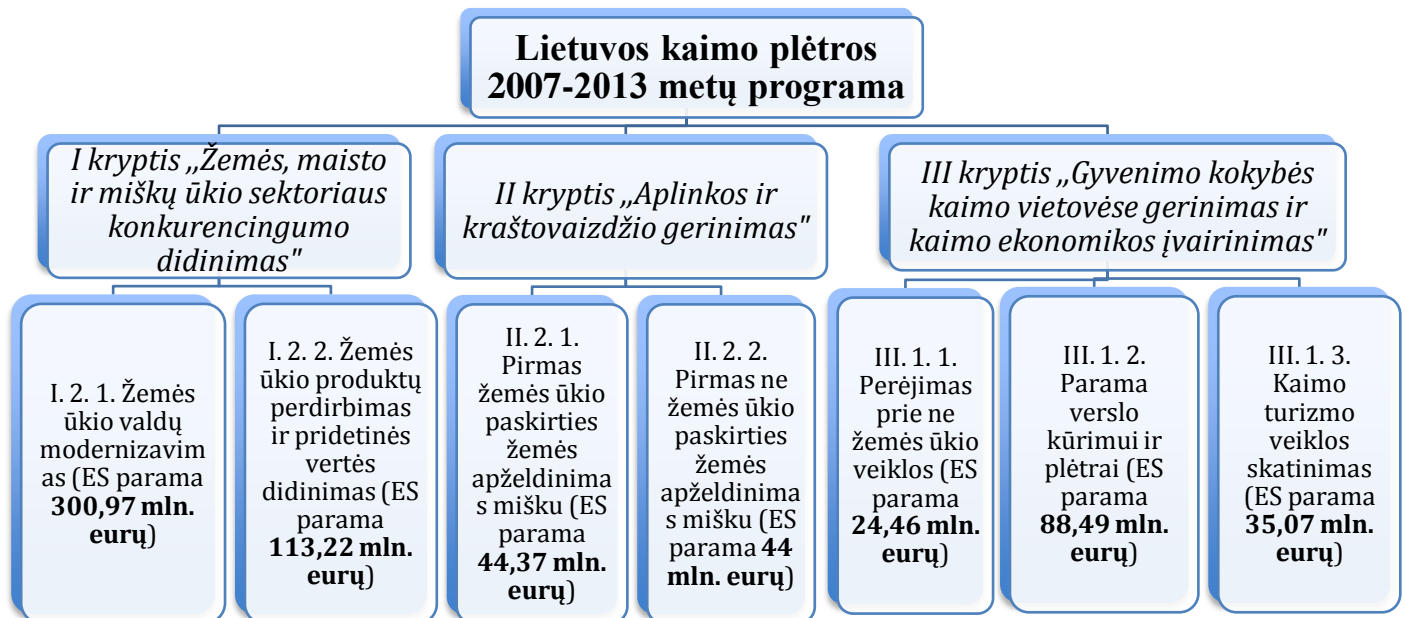 Lietuvos kaimo plėtros
2007-2013 metų programa
I kryptis ,,Žemės, maisto
ir miškų ūkio sektoriaus
konkurencingumo
didinimas"
II kryptis ,,Aplinkos ir
kraštovaizdžio gerinimas"
III kryptis ,,Gyvenimo kokybės
kaimo vietovėse gerinimas ir
kaimo ekonomikos įvairinimas"
I. 2. 1. Žemės
ūkio valdų
modernizavim
as (ES parama
300,97 mln.
eurų)
I. 2. 2. Žemės
ūkio produktų
perdirbimas
ir pridetinės
vertės
didinimas (ES
parama
113,22 mln.
eurų)
II. 2. 1.
Pirmas
žemės ūkio
paskirties
žemės
apželdinima
s mišku (ES
parama
44,37 mln.
eurų)
II. 2. 2.
Pirmas ne
žemės ūkio
paskirties
žemės
apželdinima
s mišku (ES
parama 44
mln. eurų)
III. 1. 1.
Perėjimas
prie ne
žemės ūkio
veiklos (ES
parama
24,46 mln.
eurų)
III. 1. 2.
Parama
verslo
kūrimui ir
plėtrai (ES
parama
88,49 mln.
eurų)
III. 1. 3.
Kaimo
turizmo
veiklos
skatinimas
(ES parama
35,07 mln.
eurų)